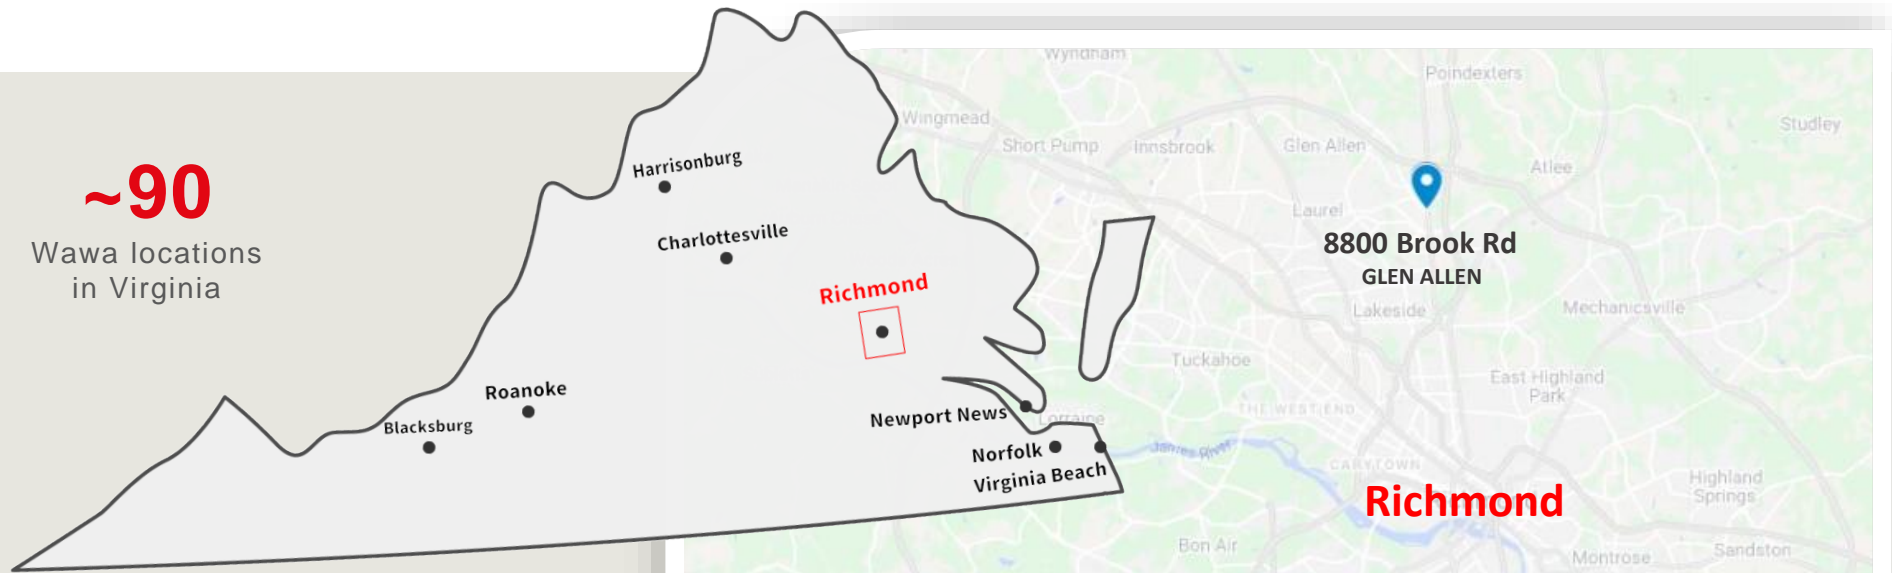 ~90
Wawa locations
in Virginia
Harrisonburg
Charlottesville
Richmond
Roanoke
Blacksburg
Newport News
Norfolk
Virginia Beach
Wyndham
Poindexters
Wingmead
Studley
Short Pump
Innsbrook
Glen Allen
Atlee
Laurel
8800 Brook Rd
GLEN ALLEN
Lakeside
Mechanicsville
Tuckahoe
East Highland
Park
THE WEST END
Lorraine
James River
CARYTOWN
Highland
Springs
Richmond
Bon Air
Montrose
Sandston